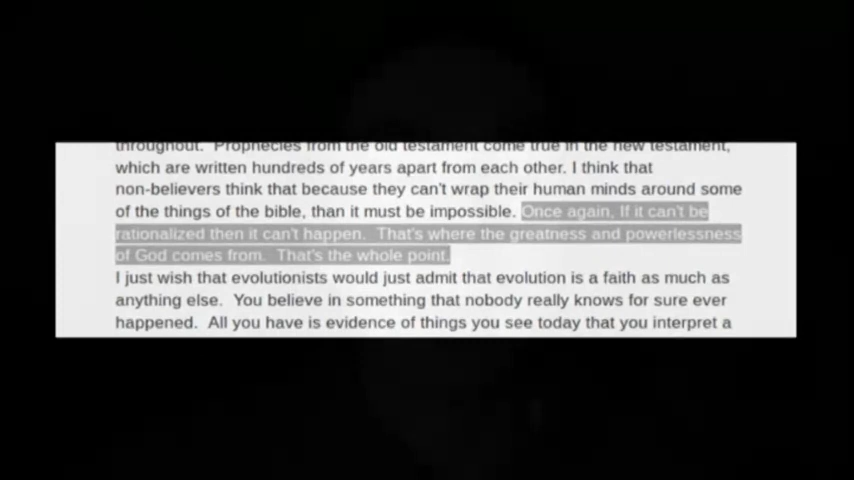 throughout.  Prophecies from the old testament come true in the new testament,
which are written hundreds of years apart from each other. I think that
non-believers think that because they can't wrap their human minds around some
of the things of the bible, than it must be impossible. Once again, If it can't be
rationalized then it can't happen.  That's where the greatness and powerlessness
of God comes from.  That's the whole point.
I just wish that evolutionists would just admit that evolution is a faith as much as
anything else.  You believe in something that nobody really knows for sure ever
happened.  All you have is evidence of things you see today that you interpret a